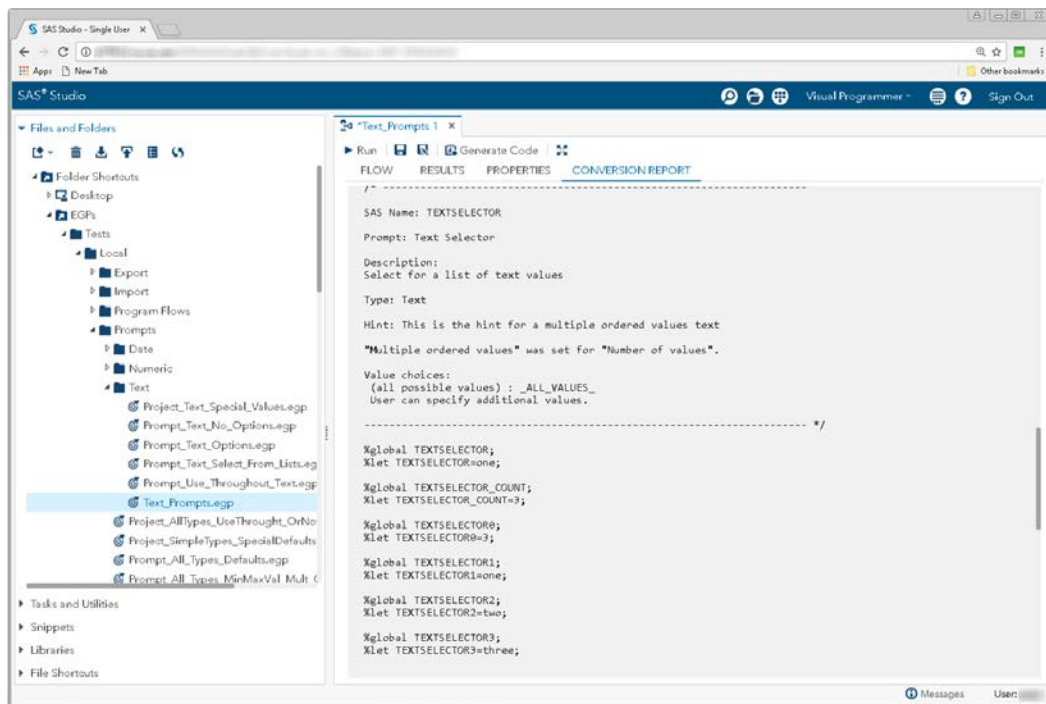 SAS Studio - Single User
Apps New Tab
Other bookmarks
SAS® Studio
Visual Programmer
Sign Out
Files and Folders
Folder Shortcuts
Desktop
EGPs
Tests
Local
Export
Import
Program Flows
Prompts
Date
Numeric
Text
Project_Text_Special_Values.egp
Prompt_Text_No_Options.egp
Prompt_Text_Options.egp
Prompt_Text_Select_From_Lists.eg
Prompt_Use_Throughout_Text.egp
Text_Prompts.egp
Project_AllTypes_UseThrought_OrNo
Project_SimpleTypes_SpecialDefaults
Prompt_All_Types_Defaults.egp
Prompt_All_Types_MinMaxVal_Mult_
Tasks and Utilities
Snippets
Libraries
File Shortcuts
*Text_Prompts 1
Run Generate Code
FLOW RESULTS PROPERTIES CONVERSION REPORT
/* ------------------------------------------------------------------------
SAS Name: TEXTSELECTOR
Prompt: Text Selector
Description:
Select for a list of text values
Type: Text
Hint: This is the hint for a multiple ordered values text
"Multiple ordered values" was set for "Number of values".
Value choices:
(all possible values) : _ALL_VALUES_
User can specify additional values.
------------------------------------------------------------------------ */
%global TEXTSELECTOR;
%let TEXTSELECTOR=one;
%global TEXTSELECTOR_COUNT;
%let TEXTSELECTOR_COUNT=3;
%global TEXTSELECTOR0;
%let TEXTSELECTOR0=3;
%global TEXTSELECTOR1;
%let TEXTSELECTOR1=one;
%global TEXTSELECTOR2;
%let TEXTSELECTOR2=two;
%global TEXTSELECTOR3;
%let TEXTSELECTOR3=three;
Messages User: